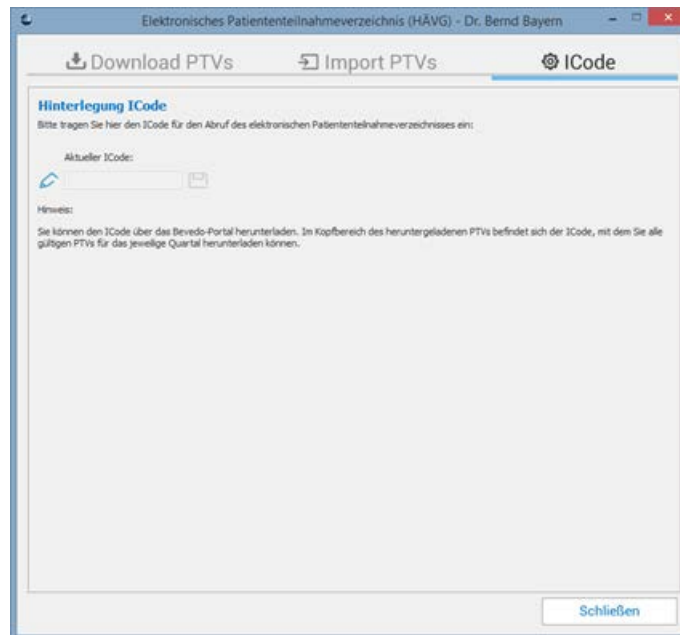 Elektronisches Patiententeilnahmeverzeichnis (HÄVG) - Dr. Bernd Bayern
Download PTVs Import PTVs ICode
Hinterlegung ICode
Bitte tragen Sie hier den ICode für den Abruf des elektronischen Patiententeilnahmeverzeichnisses ein:
Aktueller ICode:
Hinweis:
Sie können den ICode über das Bevedo-Portal herunterladen. Im Kopfbereich des heruntergeladenen PTVs befindet sich der ICode, mit dem Sie alle
gültigen PTVs für das jeweilige Quartal herunterladen können.
Schließen